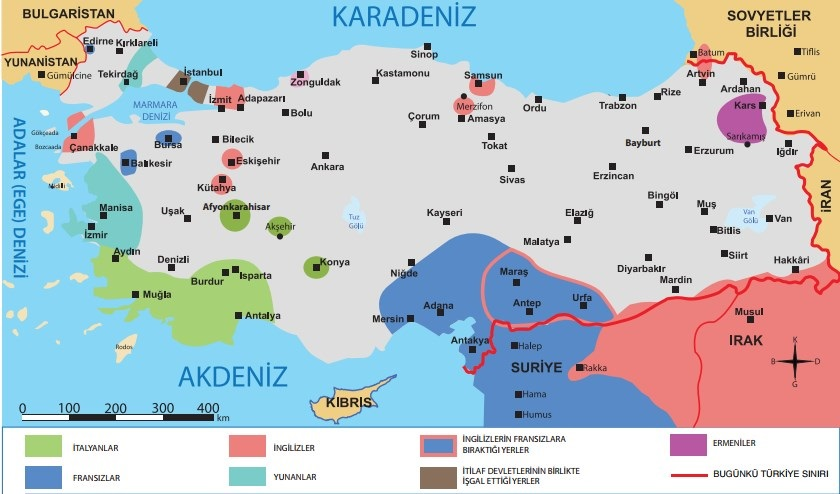 BULGARİSTAN
KARADENİZ
SOVYETLER
BİRLİĞİ
Edirne
Kırklareli
YUNANİSTAN
Gümülcine
Tekirdağ
İstanbul
Sinop
Batum
Tiflis
Zonguldak
Kastamonu
Samsun
Artvin
Gümrü
MARMARA
DENİZİ
İzmit
Adapazarı
Bolu
Merzifon
Amasya
Ordu
Trabzon
Rize
Ardahan
Kars
Erivan
Gökçeada
Bozcaada
Çanakkale
Bursa
Bilecik
Çorum
Tokat
Bayburt
Sarıkamış
Iğdır
ADALAR (EGE) DENİZİ
Balıkesir
Eskişehir
Ankara
Sivas
Erzincan
Erzurum
İRAN
Midilli
Kütahya
Manisa
Uşak
Afyonkarahisar
Akşehir
Tuz
Gölü
Kayseri
Elazığ
Bingöl
Muş
Van
Gölü
Van
İzmir
Malatya
Bitlis
Aydın
Denizli
Burdur
Isparta
Konya
Niğde
Maraş
Diyarbakır
Siirt
Hakkâri
Muğla
Antalya
Mersin
Adana
Antep
Urfa
Mardin
Musul
Rodos
Antakya
Halep
IRAK
AKDENİZ
SURİYE
Rakka
K
B
D
G
KIBRIS
Hama
Humus
0 100 200 300 400
km
İTALYANLAR
İNGİLİZLER
İNGİLİZLERİN FRANSIZLARA
BIRAKTIĞI YERLER
ERMENİLER
FRANSIZLAR
YUNANLAR
İTİLAF DEVLETLERİNİN BİRLİKTE
İŞGAL ETTİĞİ YERLER
BUGÜNKÜ TÜRKİYE SINIRI